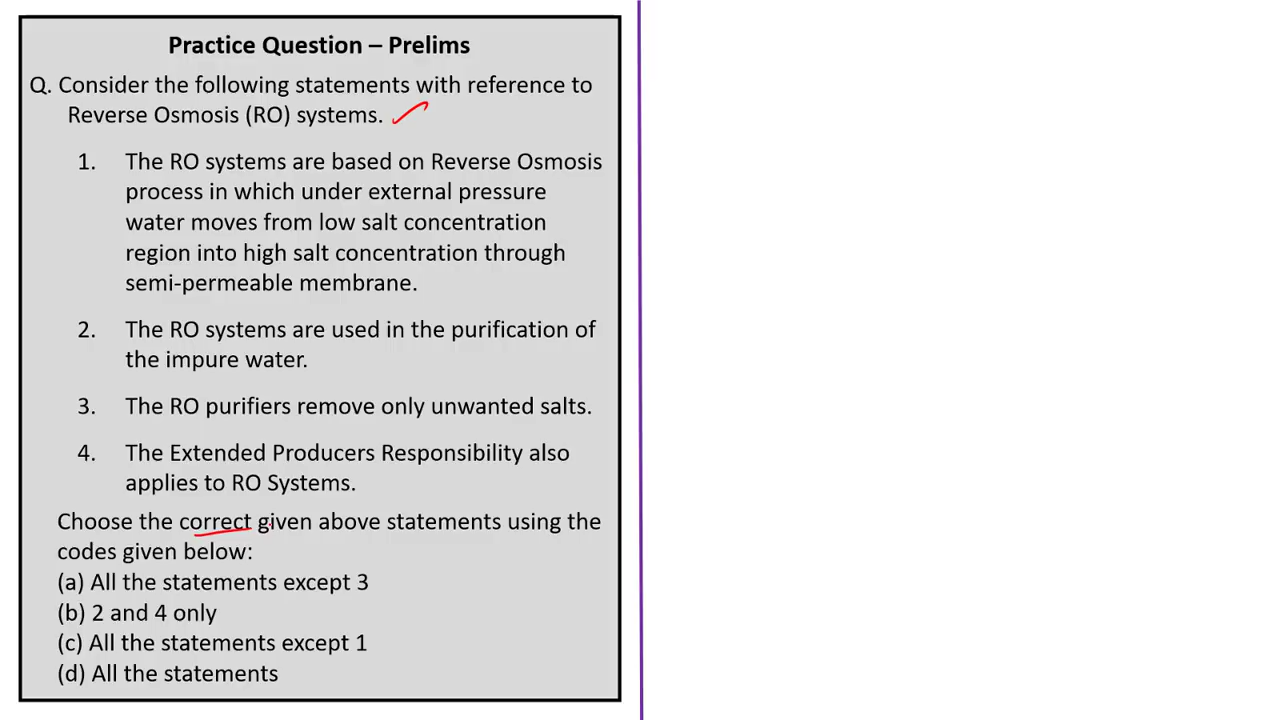 Practice Question – Prelims
Q. Consider the following statements with reference to
Reverse Osmosis (RO) systems.
1. The RO systems are based on Reverse Osmosis
process in which under external pressure
water moves from low salt concentration
region into high salt concentration through
semi-permeable membrane.
2. The RO systems are used in the purification of
the impure water.
3. The RO purifiers remove only unwanted salts.
4. The Extended Producers Responsibility also
applies to RO Systems.
Choose the correct given above statements using the
codes given below:
(a) All the statements except 3
(b) 2 and 4 only
(c) All the statements except 1
(d) All the statements